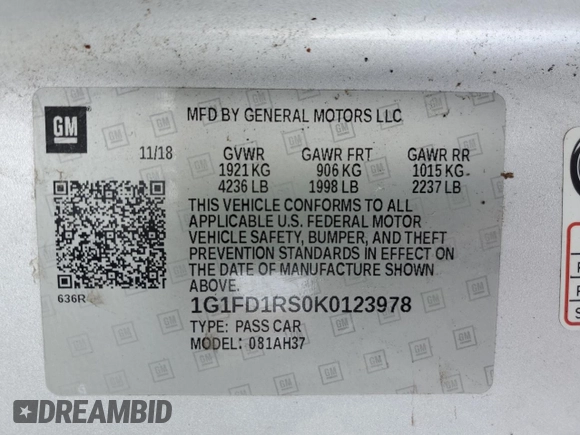 GM
MFD BY GENERAL MOTORS LLC
11/18
GVWR
GAWR FRT
GAWR RR
1921 KG
906 KG
1015 KG
4236 LB
1998 LB
2237 LB
THIS VEHICLE CONFORMS TO ALL
APPLICABLE U.S. FEDERAL MOTOR
VEHICLE SAFETY, BUMPER, AND THEFT
PREVENTION STANDARDS IN EFFECT ON
THE DATE OF MANUFACTURE SHOWN
ABOVE.
636R
1G1FD1RS0K0123978
TYPE: PASS CAR
MODEL: 081AH37
DREAMBID